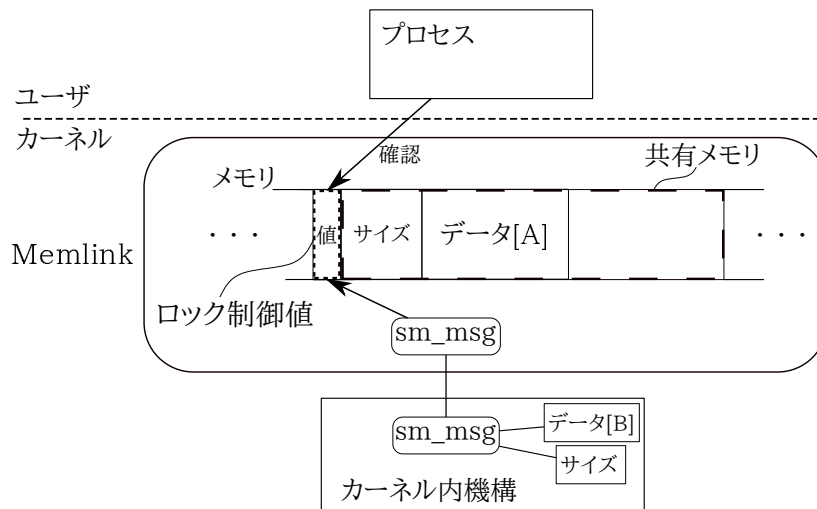 プロセス
ユーザ
カーネル
確認
メモリ
共有メモリ
・・・
値
サイズ
データ[A]
・・・
Memlink
ロック制御値
sm_msg
sm_msg
データ[B]
サイズ
カーネル内機構